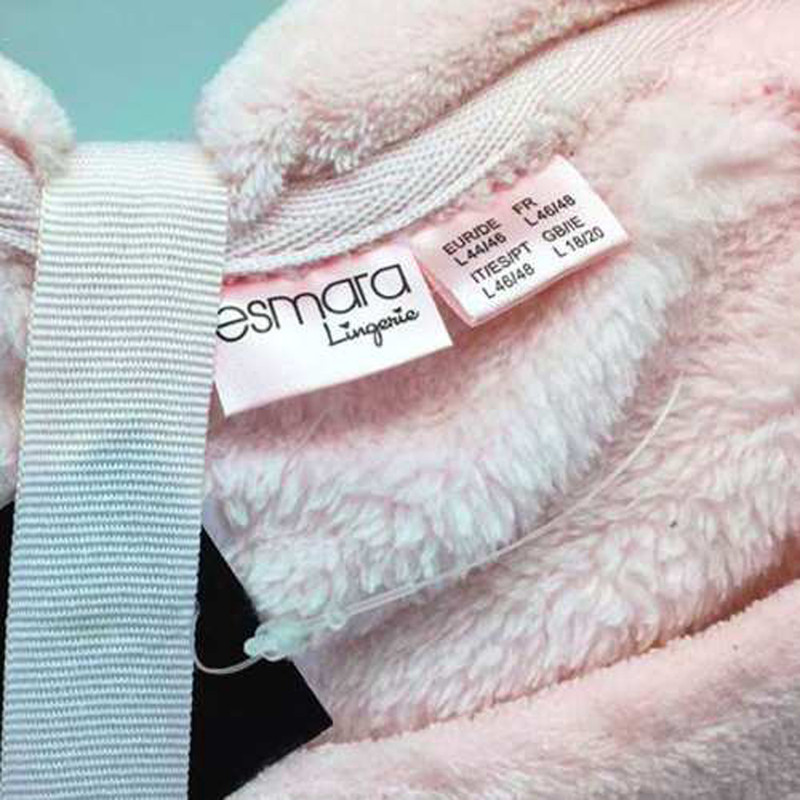 esmara
Lingerie
EUR/DE
L 44/46
FR
L 46/48
IT/ES/PT
L 46/48
GB/IE
L 18/20